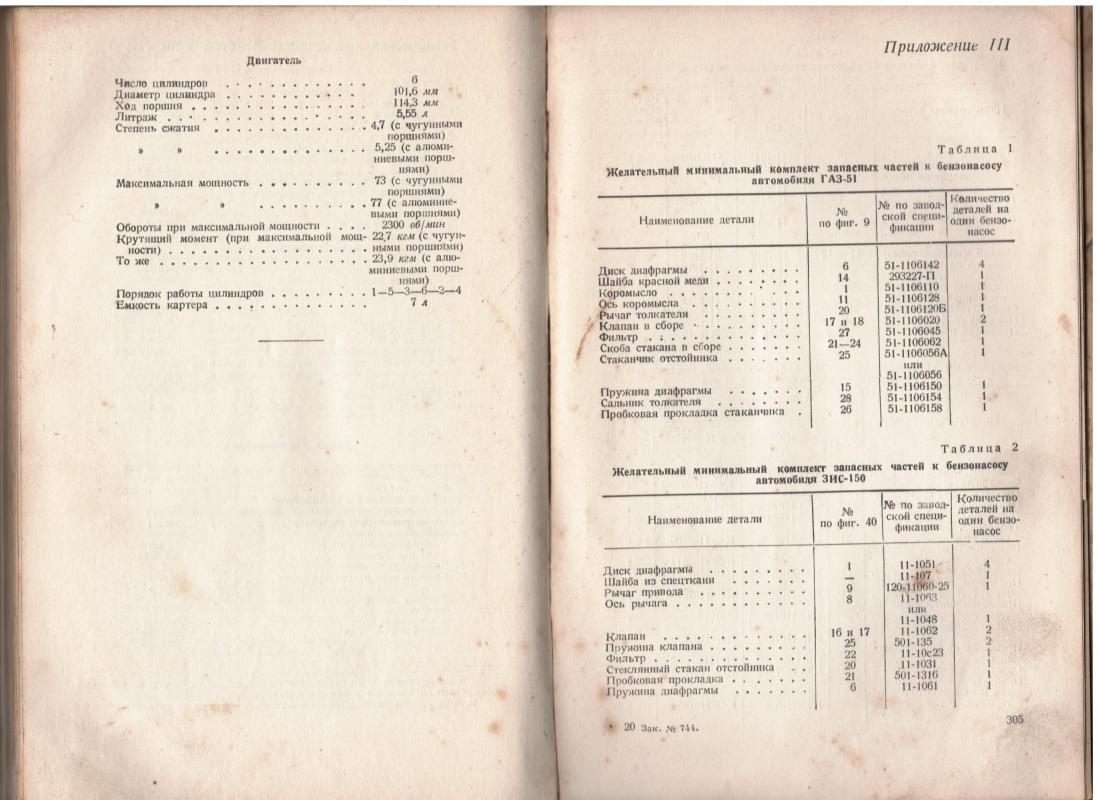 Двигатель
Число цилиндров . . . . . . . . . . . . 6
Диаметр цилиндра . . . . . . . . . . . . 101,6 мм
Ход поршня . . . . . . . . . . . . . . 114,3 мм
Литраж . . . . . . . . . . . . . . . . 5,55 л
Степень сжатия . . . . . . . . . . . . . 4,7 (с чугунными
поршнями)
» » . . . . . . . . . . . . . 5,25 (с алюми-
ниевыми порш-
нями)
Максимальная мощность . . . . . . . . . 73 (с чугунными
поршнями)
» » . . . . . . . . . 77 (с алюминие-
выми поршнями)
Обороты при максимальной мощности . . . . 2300 об/мин
Крутящий момент (при максимальной мощ- 22,7 кгм (с чугун-
ности) . . . . . . . . . . . . . . . . . ными поршнями)
То же . . . . . . . . . . . . . . . . . 23,9 кгм (с алю-
миниевыми порш-
нями)
Порядок работы цилиндров . . . . . . . . . 1—5—3—6—2—4
Емкость картера . . . . . . . . . . . . . 7 л
Приложение III
Таблица 1
Желательный минимальный комплект запасных частей к бензонасосу
автомобиля ГАЗ-51
Наименование детали № по фиг. 9 № по завод-ской специ-фикации Количество деталей на один бензо-насос
Диск диафрагмы . . . . . . . . . 6 51-1106142 4
Шайба красной меди . . . . . . . . 14 293227-П 1
Коромысло . . . . . . . . . . . 1 51-1106110 1
Ось коромысла . . . . . . . . . . 11 51-1106128 1
Рычаг толкателя . . . . . . . . . 20 51-1106120Б 1
Клапан в сборе . . . . . . . . . . 17 и 18 51-1106020 2
Фильтр . . . . . . . . . . . . . 27 51-1106045 1
Скоба стакана в сборе . . . . . . . 21—24 51-1106062 1
Стаканчик отстойника . . . . . . . 25 51-1106056А 1
или
51-1106056
Пружина диафрагмы . . . . . . . 15 51-1106150 1
Сальник толкателя . . . . . . . . 28 51-1106154 1
Пробковая прокладка стаканчика . 26 51-1106158 1
Таблица 2
Желательный минимальный комплект запасных частей к бензонасосу
автомобиля ЗИС-150
Наименование детали № по фиг. 40 № по завод-ской специ-фикации Количество деталей на один бензо-насос
Диск диафрагмы . . . . . . . . . 1 11-1051 4
Шайба из спецткани . . . . . . . — 11-107 1
Рычаг привода . . . . . . . . . . 9 120-11060-25 1
Ось рычага . . . . . . . . . . . . 8 11-1063
или
11-1048 1
Клапан . . . . . . . . . . . . . 16 и 17 11-1062 2
Пружина клапана . . . . . . . . . 25 501-135 2
Фильтр . . . . . . . . . . . . . 22 11-10с23 1
Стеклянный стакан отстойника . . 20 11-1031 1
Пробковая прокладка . . . . . . . 21 501-1316 1
Пружина диафрагмы . . . . . . . 6 11-1061 1
20 Зак. № 744.
305